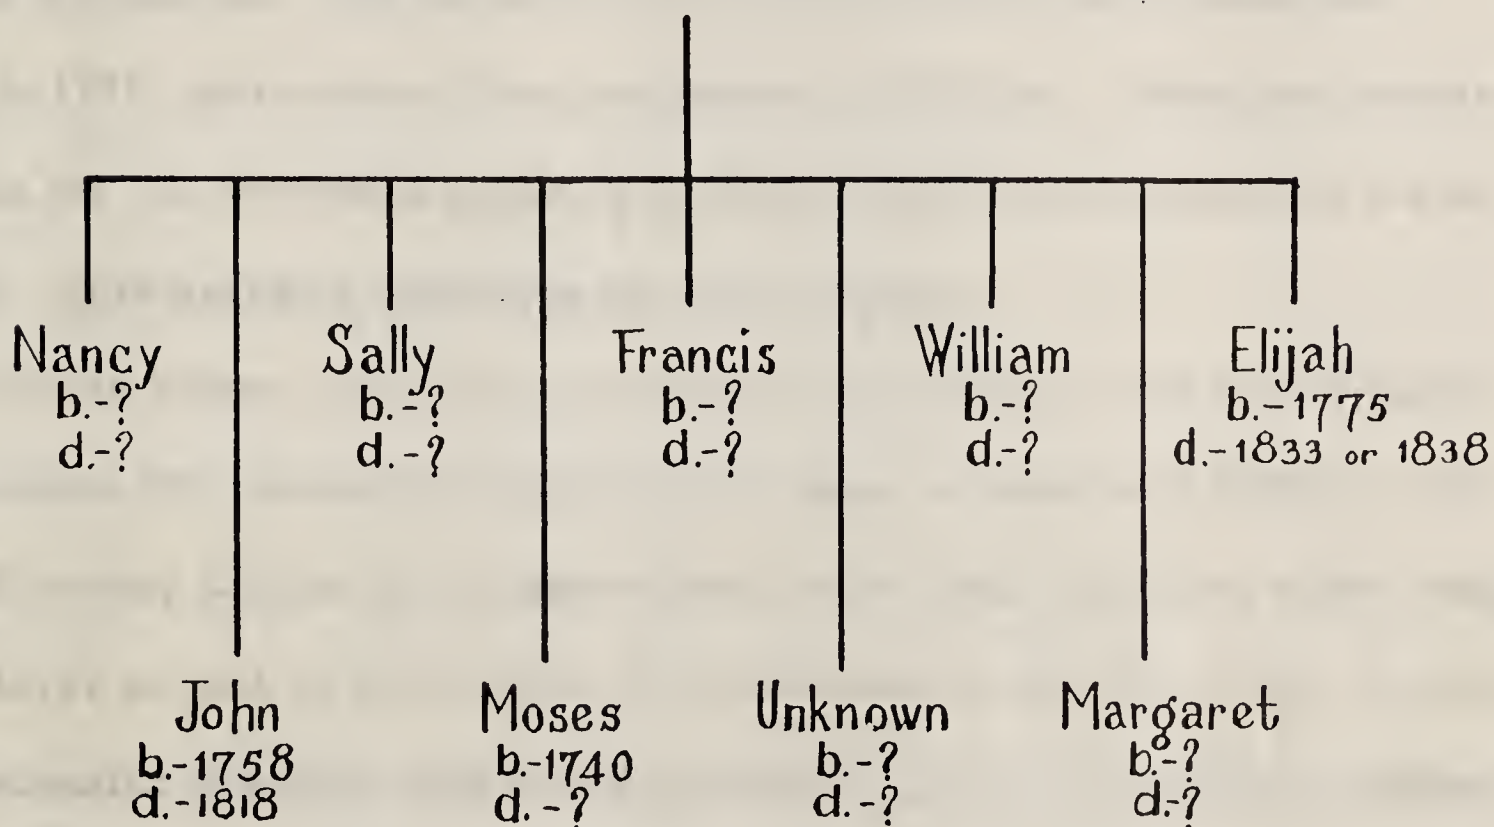 Nancy
b.-?
d.-?
Sally
b.-?
d.-?
Francis
b.-?
d.-?
William
b.-?
d.-?
Elijah
b.-1775
d.-1833 or 1838
John
b.-1758
d.-1818
Moses
b.-1740
d.-?
Unknown
b.-?
d.-?
Margaret
b.-?
d.-?